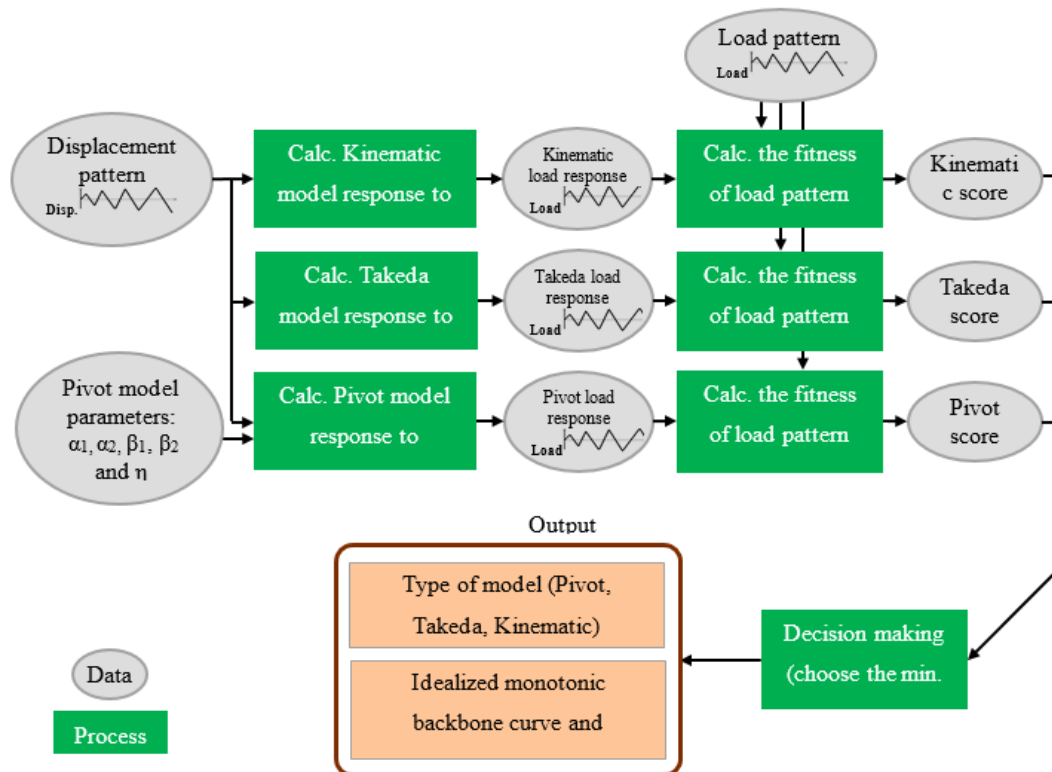 Load pattern
Load
Displacement
pattern
Disp.
Calc. Kinematic
model response to
Kinematic
load response
Load
Calc. the fitness
of load pattern
Kinemati
c score
Calc. Takeda
model response to
Takeda load
response
Load
Calc. the fitness
of load pattern
Takeda
score
Pivot model
parameters:
α1, α2, β1, β2
and η
Calc. Pivot model
response to
Pivot load
response
Load
Calc. the fitness
of load pattern
Pivot
score
Output
Type of model (Pivot,
Takeda, Kinematic)
Idealized monotonic
backbone curve and
Decision making
(choose the min.
Data
Process